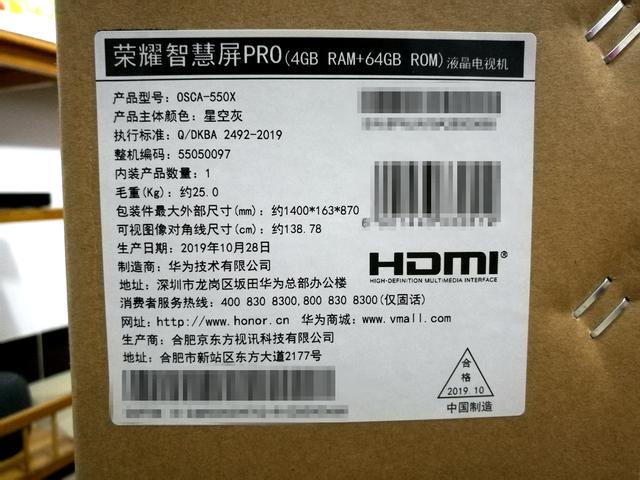 荣耀智慧屏PRO(4GB RAM+64GB ROM)液晶电视机
产品型号：OSCA-550X
产品主体颜色：星空灰
执行标准：Q/DKBA 2492-2019
整机编码：55050097
内装产品数量：1
毛重(Kg)：约25.0
包装件最大外部尺寸(mm)：约1400*163*870
可视图像对角线尺寸(cm)：约138.78
生产日期：2019年10月28日
制造商：华为技术有限公司
地址：深圳市龙岗区坂田华为总部办公楼
消费者服务热线：400 830 8300,800 830 8300(仅固话)
网址：http://www.honor.cn 华为商城：www.vmall.com
生产商：合肥京东方视讯科技有限公司
地址：合肥市新站区东方大道2177号
HDMI®
HIGH-DEFINITION MULTIMEDIA INTERFACE
合格
2019.10
中国制造